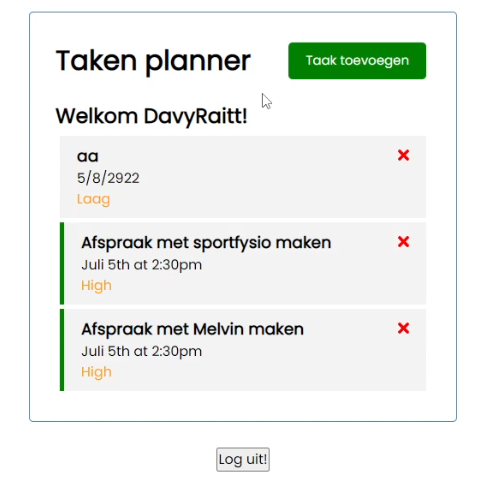 Taken planner
Taak toevoegen
Welkom DavyRaitt!
aa
5/8/2922
Laag
Afspraak met sportfysio maken
Juli 5th at 2:30pm
High
Afspraak met Melvin maken
Juli 5th at 2:30pm
High
Log uit!